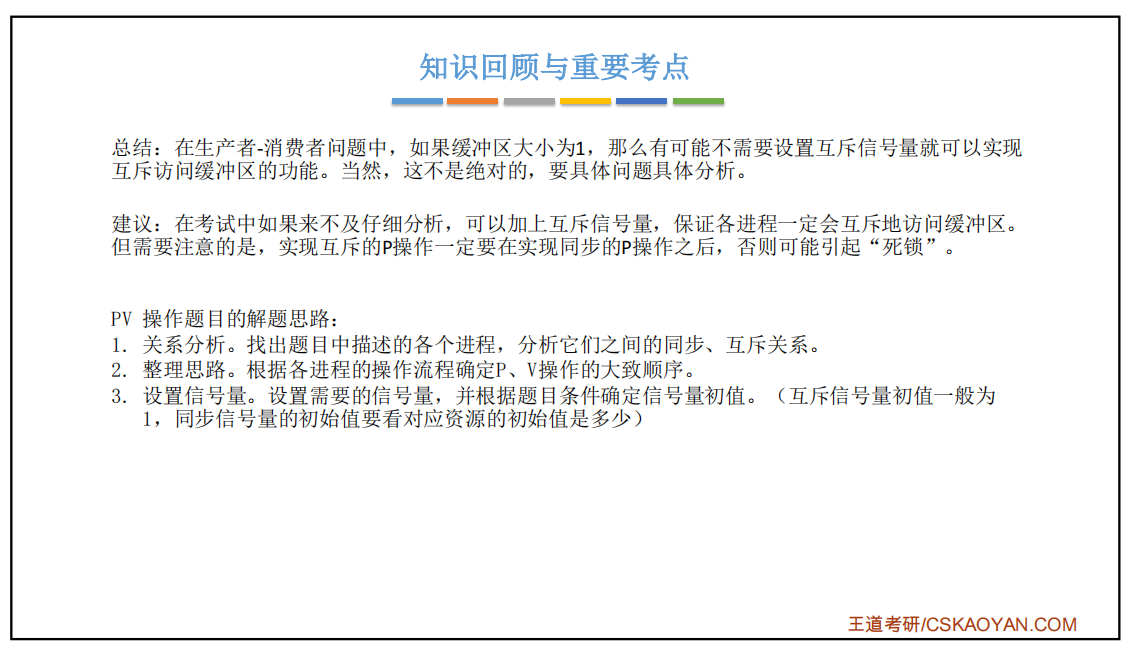 知识回顾与重要考点
总结：在生产者-消费者问题中，如果缓冲区大小为1，那么有可能不需要设置互斥信号量就可以实现
互斥访问缓冲区的功能。当然，这不是绝对的，要具体问题具体分析。
建议：在考试中如果来不及仔细分析，可以加上互斥信号量，保证各进程一定会互斥地访问缓冲区。
但需要注意的是，实现互斥的P操作一定要在实现同步的P操作之后，否则可能引起“死锁”。
PV 操作题目的解题思路：
1. 关系分析。找出题目中描述的各个进程，分析它们之间的同步、互斥关系。
2. 整理思路。根据各进程的操作流程确定P、V操作的大致顺序。
3. 设置信号量。设置需要的信号量，并根据题目条件确定信号量初值。（互斥信号量初值一般为
1，同步信号量的初始值要看对应资源的初始值是多少）
王道考研/CSKAOYAN.COM